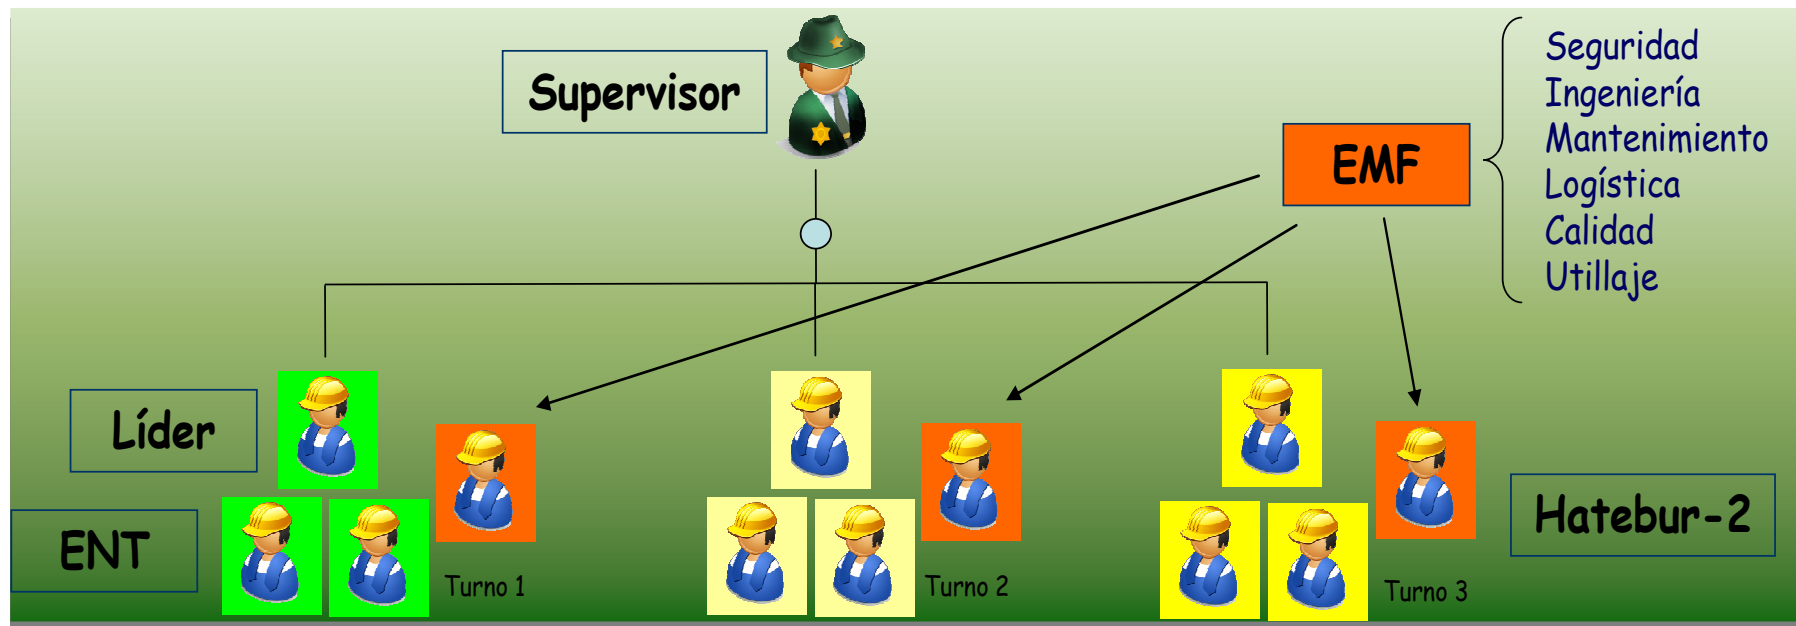 Supervisor
EMF
Seguridad
Ingeniería
Mantenimiento
Logística
Calidad
Utillaje
Líder
ENT
Turno 1
Turno 2
Turno 3
Hatebur-2